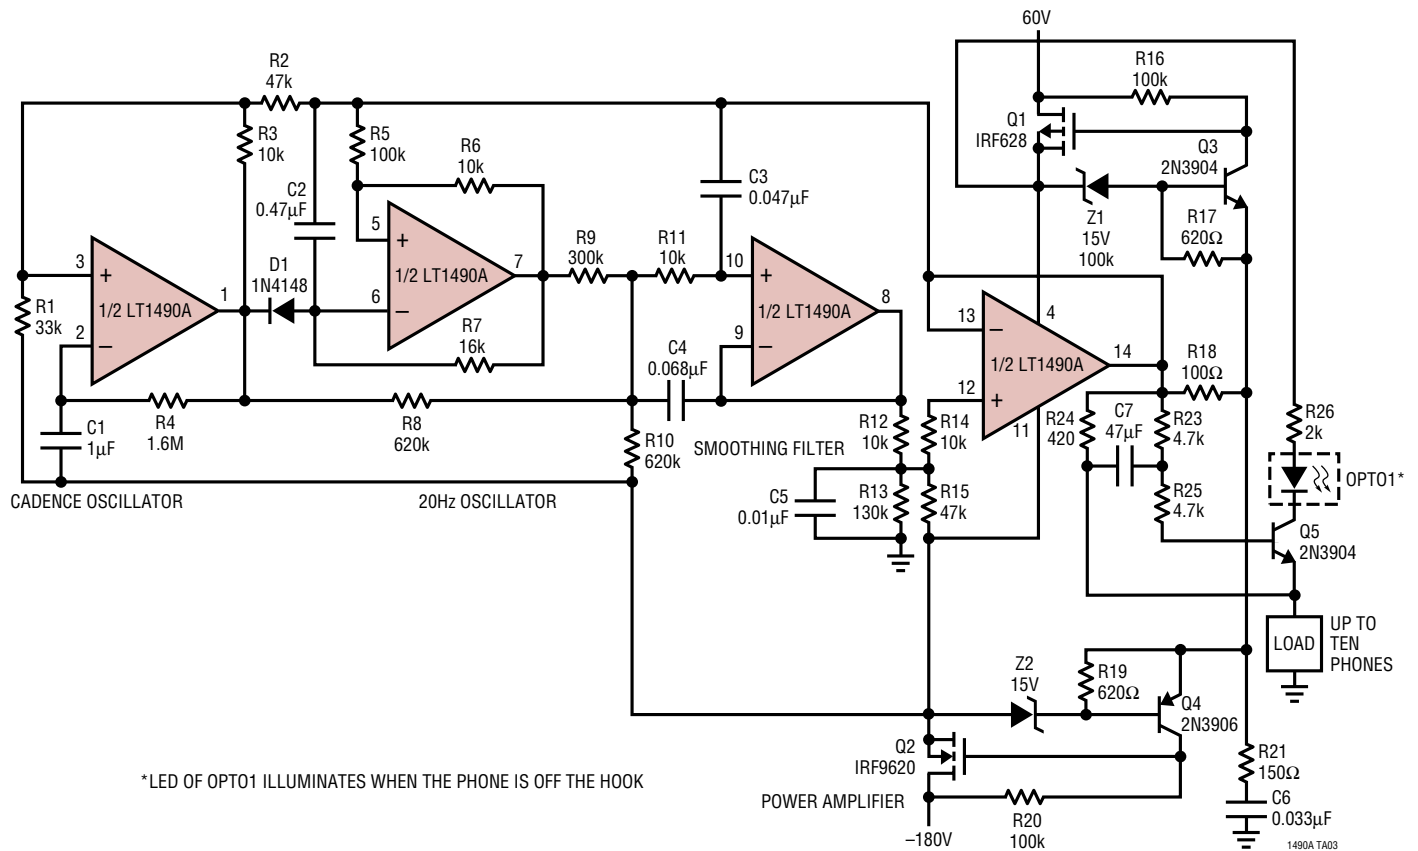 60V
R2
47k
R3
10k
R5
100k
R6
10k
C2
0.47µF
C3
0.047µF
R16
100k
Q1
IRF628
Q3
2N3904
Z1
15V
100k
R17
620Ω
3
+
2
–
1/2 LT1490A
1
R1
33k
D1
1N4148
5
+
6
–
1/2 LT1490A
7
R7
16k
R9
300k
R11
10k
10
+
9
–
1/2 LT1490A
8
C4
0.068µF
4
13
–
12
+
1/2 LT1490A
14
11
R18
100Ω
C1
1µF
R4
1.6M
R8
620k
R10
620k
SMOOTHING FILTER
R12
10k
R14
10k
R24
420
C7
47µF
R23
4.7k
R26
2k
OPTO1*
CADENCE OSCILLATOR
20Hz OSCILLATOR
C5
0.01µF
R13
130k
R15
47k
R25
4.7k
Q5
2N3904
LOAD
UP TO
TEN
PHONES
Z2
15V
R19
620Ω
Q4
2N3906
Q2
IRF9620
R21
150Ω
*LED OF OPTO1 ILLUMINATES WHEN THE PHONE IS OFF THE HOOK
POWER AMPLIFIER
R20
100k
C6
0.033µF
–180V
1490A TA03